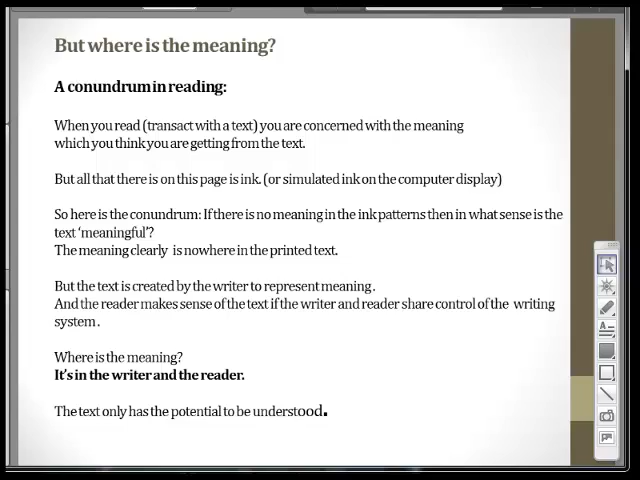 But where is the meaning?
A conundrum in reading:
When you read (transact with a text) you are concerned with the meaning
which you think you are getting from the text.
But all that there is on this page is ink. (or simulated ink on the computer display)
So here is the conundrum: If there is no meaning in the ink patterns then in what sense is the
text ‘meaningful’?
The meaning clearly is nowhere in the printed text.
But the text is created by the writer to represent meaning.
And the reader makes sense of the text if the writer and reader share control of the writing
system.
Where is the meaning?
It's in the writer and the reader.
The text only has the potential to be understood.